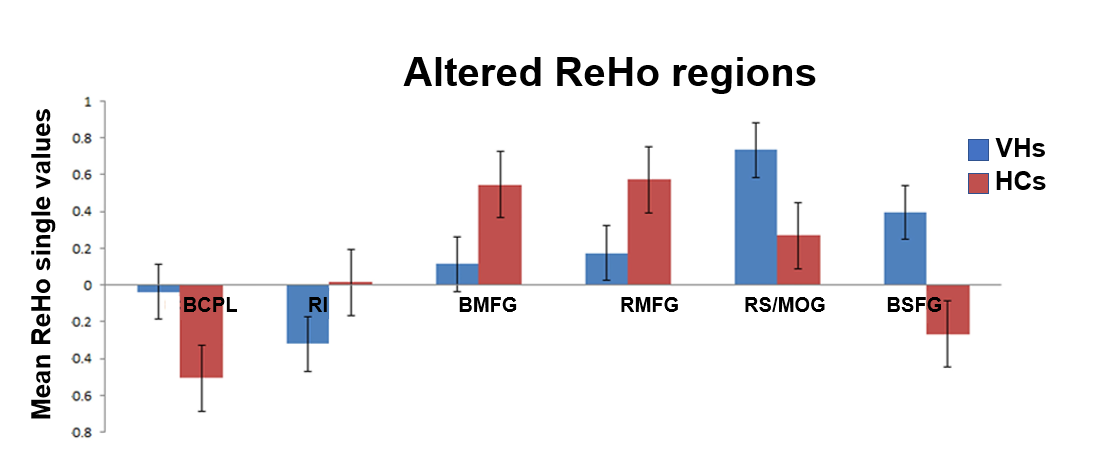 Altered ReHo regions
Mean ReHo single values
1
0.8
0.6
0.4
0.2
0
0.2
0.4
0.6
0.8
BCPL
RI
BMFG
RMFG
RS/MOG
BSFG
VHs
HCs